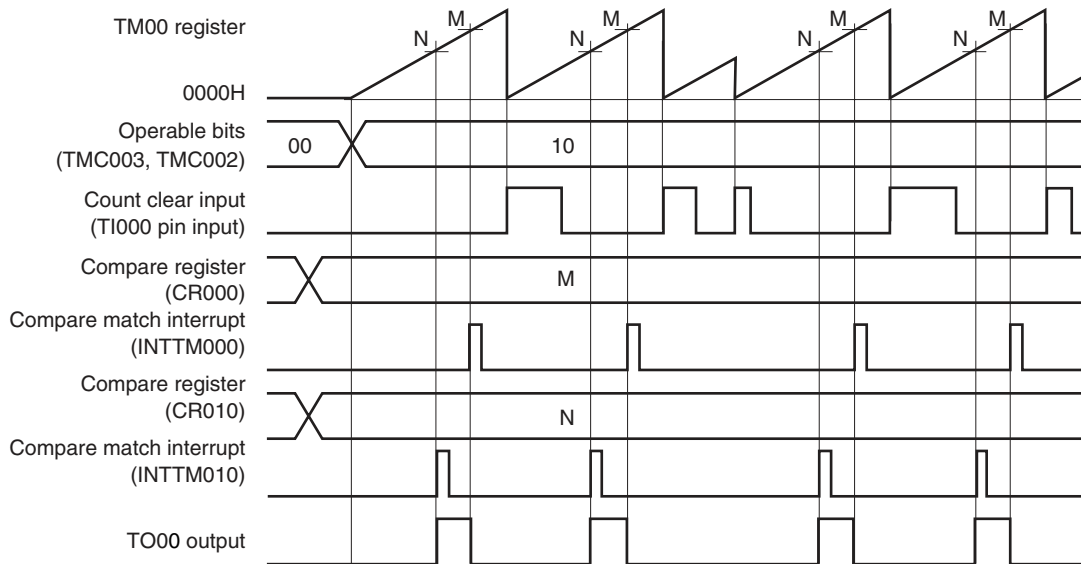 M M M M
TM00 register
N N N N
0000H
Operable bits
(TMC003, TMC002)
00 10
Count clear input
(TI000 pin input)
Compare register
(CR000)
M
Compare match interrupt
(INTTM000)
Compare register
(CR010)
N
Compare match interrupt
(INTTM010)
TO00 output